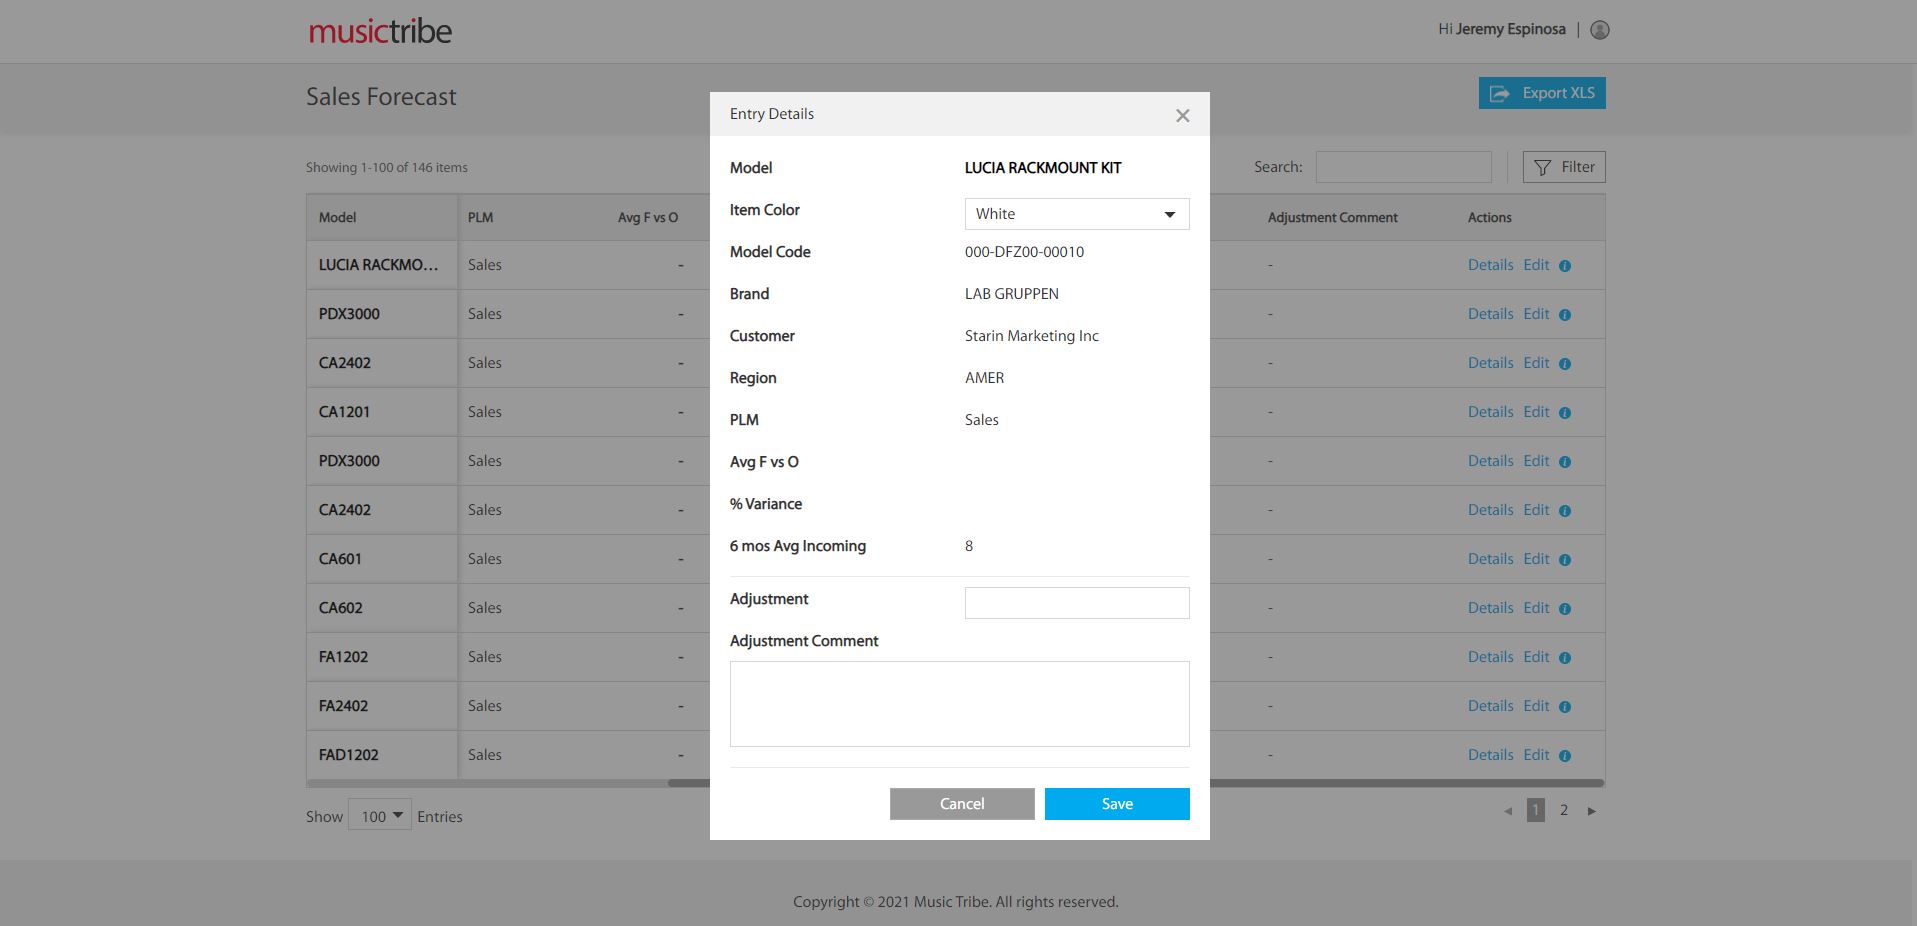 musictribe
Hi Jeremy Espinosa |
Sales Forecast
Export XLS
Showing 1-100 of 146 items
Search:
Filter
Model PLM Avg F vs O Adjustment Comment Actions
LUCIA RACKMO... Sales - - Details Edit i
PDX3000 Sales - - Details Edit i
CA2402 Sales - - Details Edit i
CA1201 Sales - - Details Edit i
PDX3000 Sales - - Details Edit i
CA2402 Sales - - Details Edit i
CA601 Sales - - Details Edit i
CA602 Sales - - Details Edit i
FA1202 Sales - - Details Edit i
FA2402 Sales - - Details Edit i
FAD1202 Sales - - Details Edit i
Show 100 Entries
1 2
Entry Details
Model LUCIA RACKMOUNT KIT
Item Color White
Model Code 000-DFZ00-00010
Brand LAB GRUPPEN
Customer Starin Marketing Inc
Region AMER
PLM Sales
Avg F vs O
% Variance
6 mos Avg Incoming 8
Adjustment
Adjustment Comment
Cancel Save
Copyright © 2021 Music Tribe. All rights reserved.